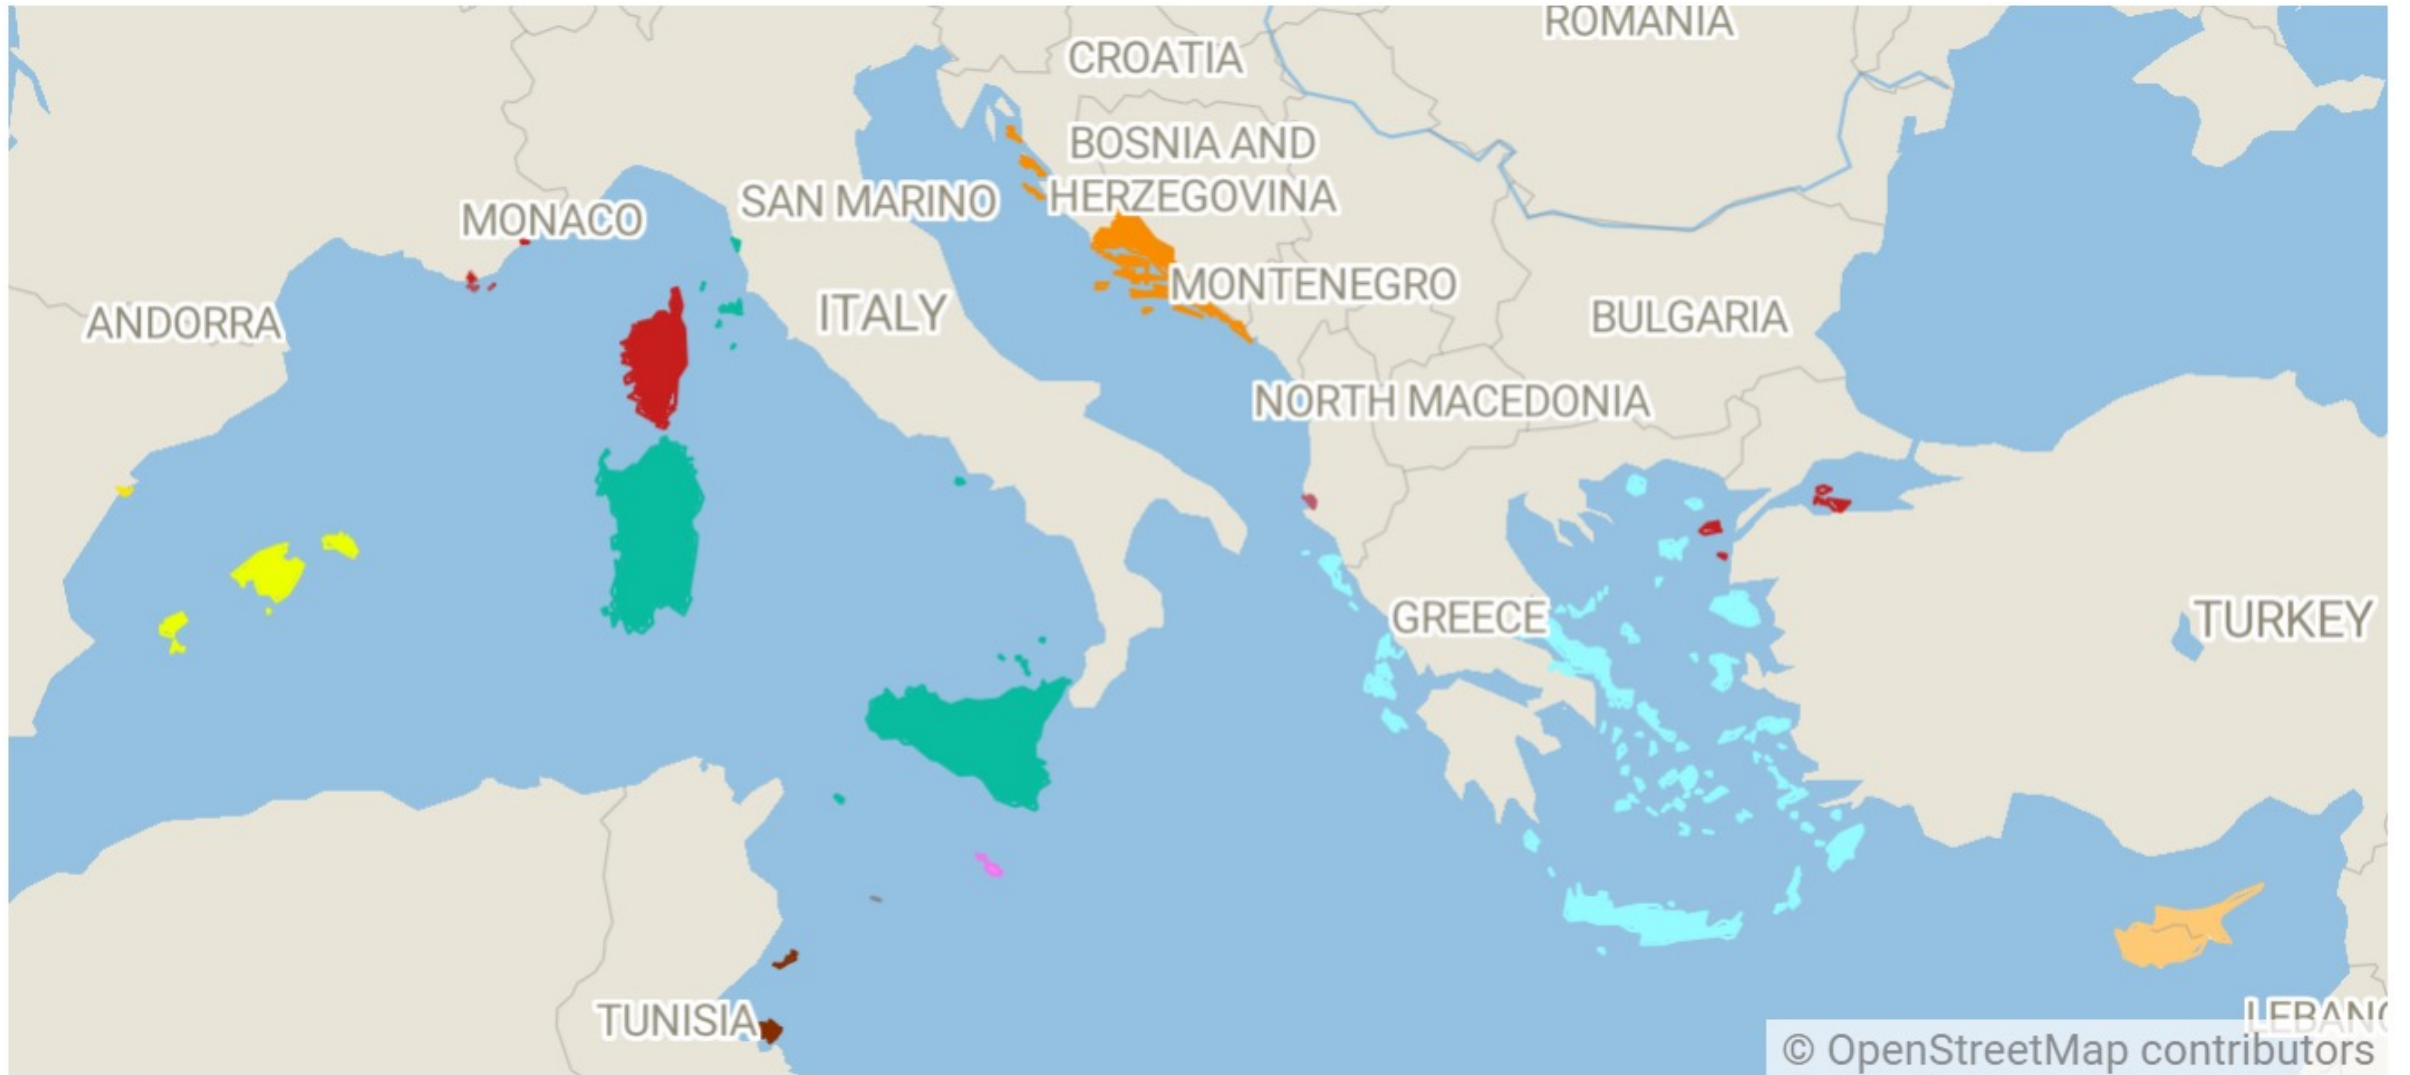 ROMANIA
CROATIA
BOSNIA AND
HERZEGOVINA
SAN MARINO
MONACO
MONTENEGRO
ANDORRA
ITALY
BULGARIA
NORTH MACEDONIA
GREECE
TURKEY
TUNISIA
LEBANO
© OpenStreetMap contributors